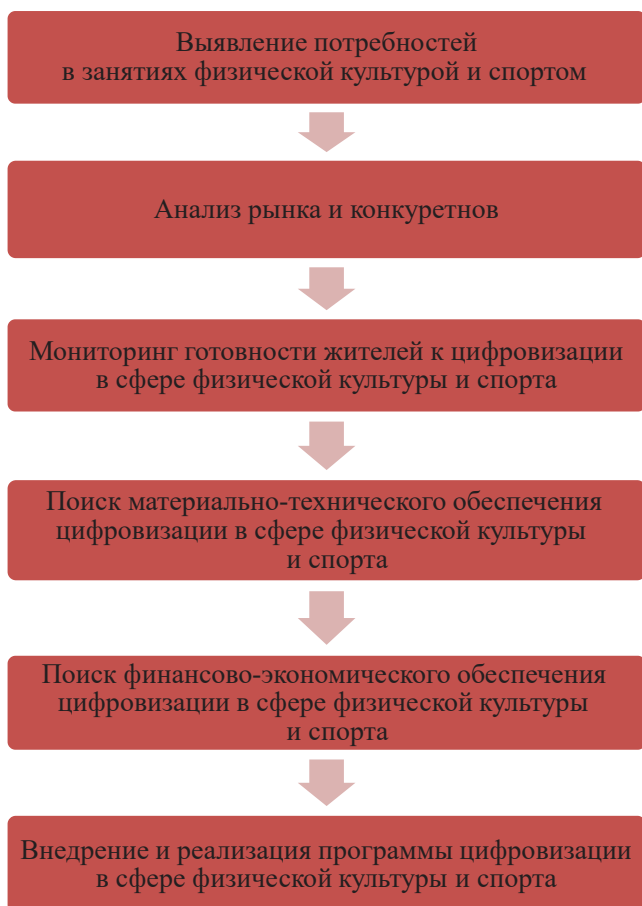 Выявление потребностей
в занятиях физической культурой и спортом
Анализ рынка и конкуретнов
Мониторинг готовности жителей к цифровизации
в сфере физической культуры и спорта
Поиск материально-технического обеспечения
цифровизации в сфере физической культуры
и спорта
Поиск финансово-экономического обеспечения
цифровизации в сфере физической культуры
и спорта
Внедрение и реализация программы цифровизации
в сфере физической культуры и спорта